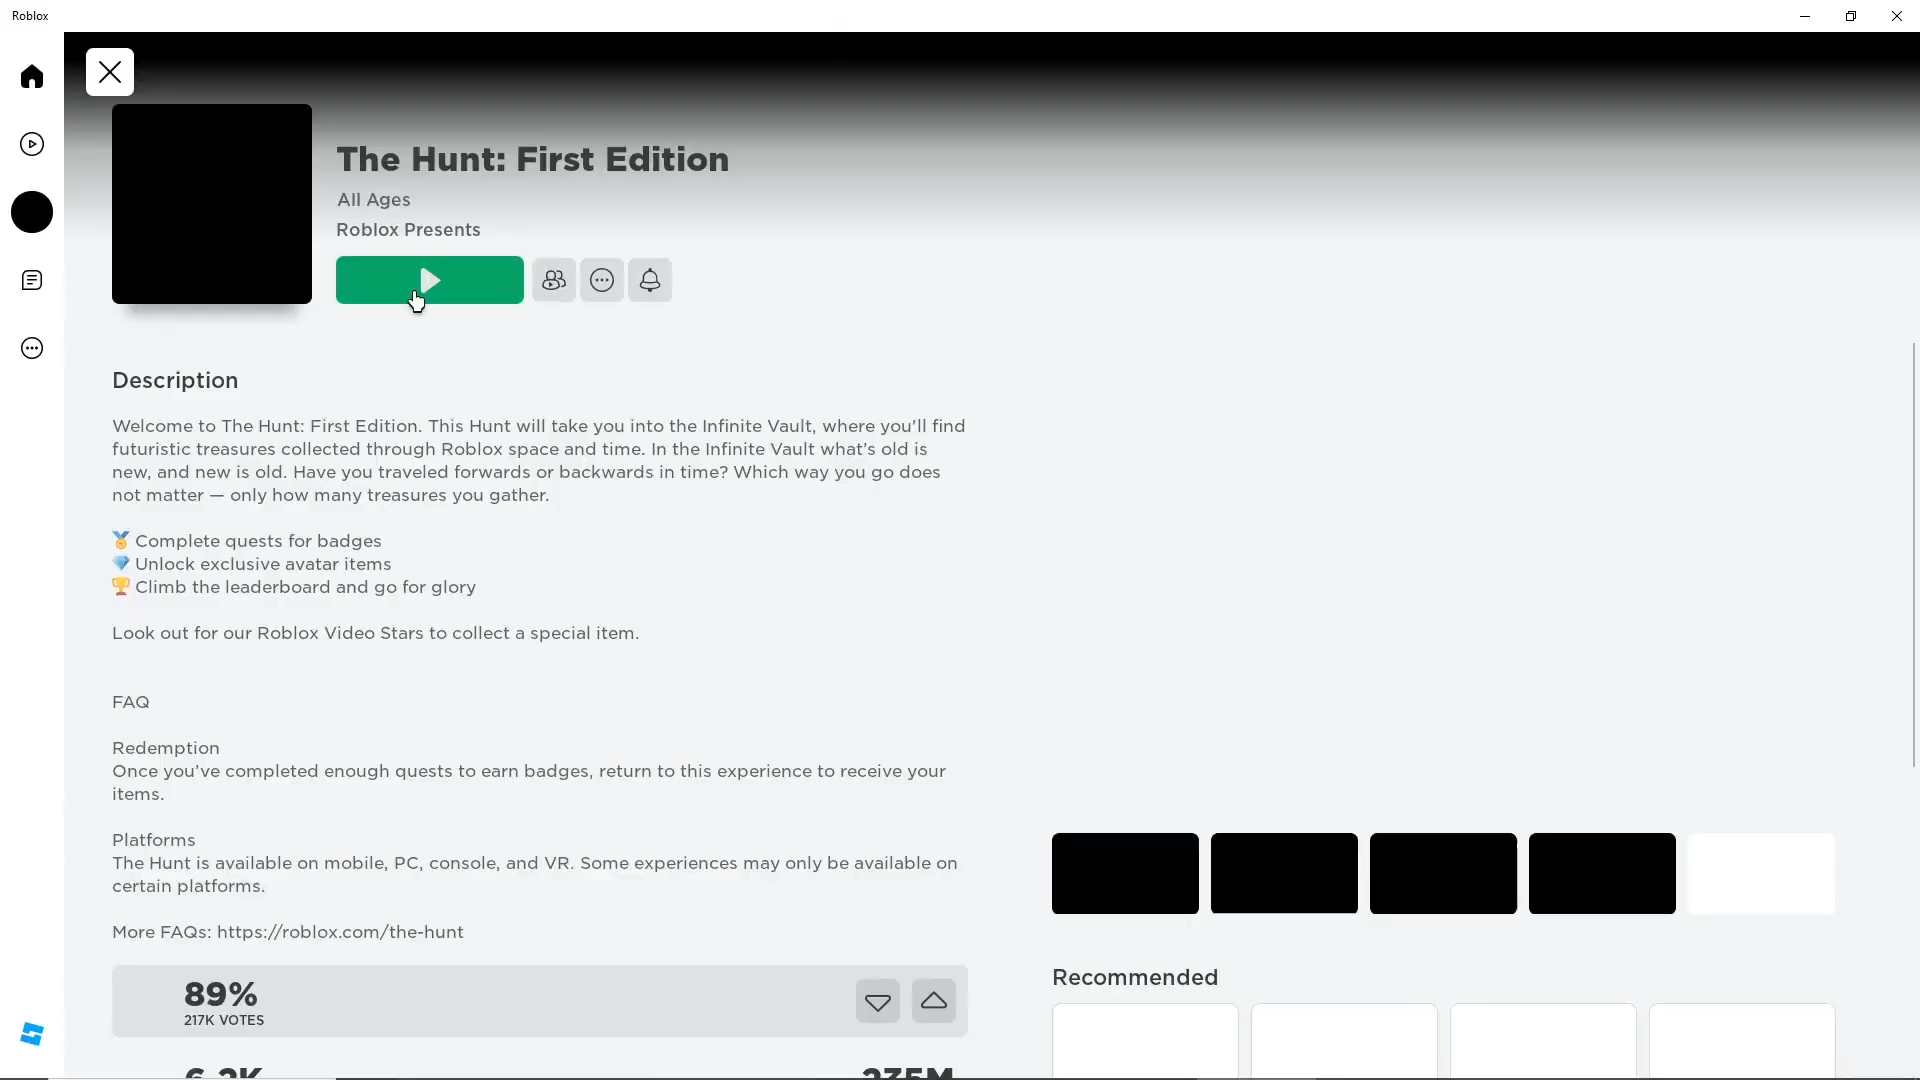 Roblox
The Hunt: First Edition
All Ages
Roblox Presents
Description
Welcome to The Hunt: First Edition. This Hunt will take you into the Infinite Vault, where you'll find
futuristic treasures collected through Roblox space and time. In the Infinite Vault what’s old is
new, and new is old. Have you traveled forwards or backwards in time? Which way you go does
not matter — only how many treasures you gather.
🏅 Complete quests for badges
💎 Unlock exclusive avatar items
🏆 Climb the leaderboard and go for glory
Look out for our Roblox Video Stars to collect a special item.
FAQ
Redemption
Once you’ve completed enough quests to earn badges, return to this experience to receive your
items.
Platforms
The Hunt is available on mobile, PC, console, and VR. Some experiences may only be available on
certain platforms.
More FAQs: https://roblox.com/the-hunt
89%
217K VOTES
Recommended